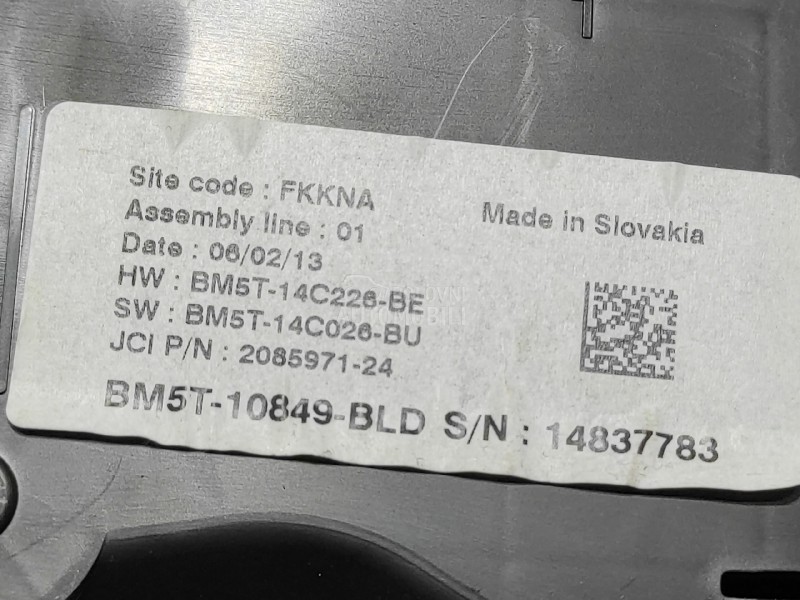 Site code : FKKNA
Assembly line : 01
Made in Slovakia
Date : 06/02/13
HW : BM5T-14C226-BE
SW : BM5T-14C026-BU
JCI P/N : 2085971-24
BM5T-10849-BLD S/N : 14837783